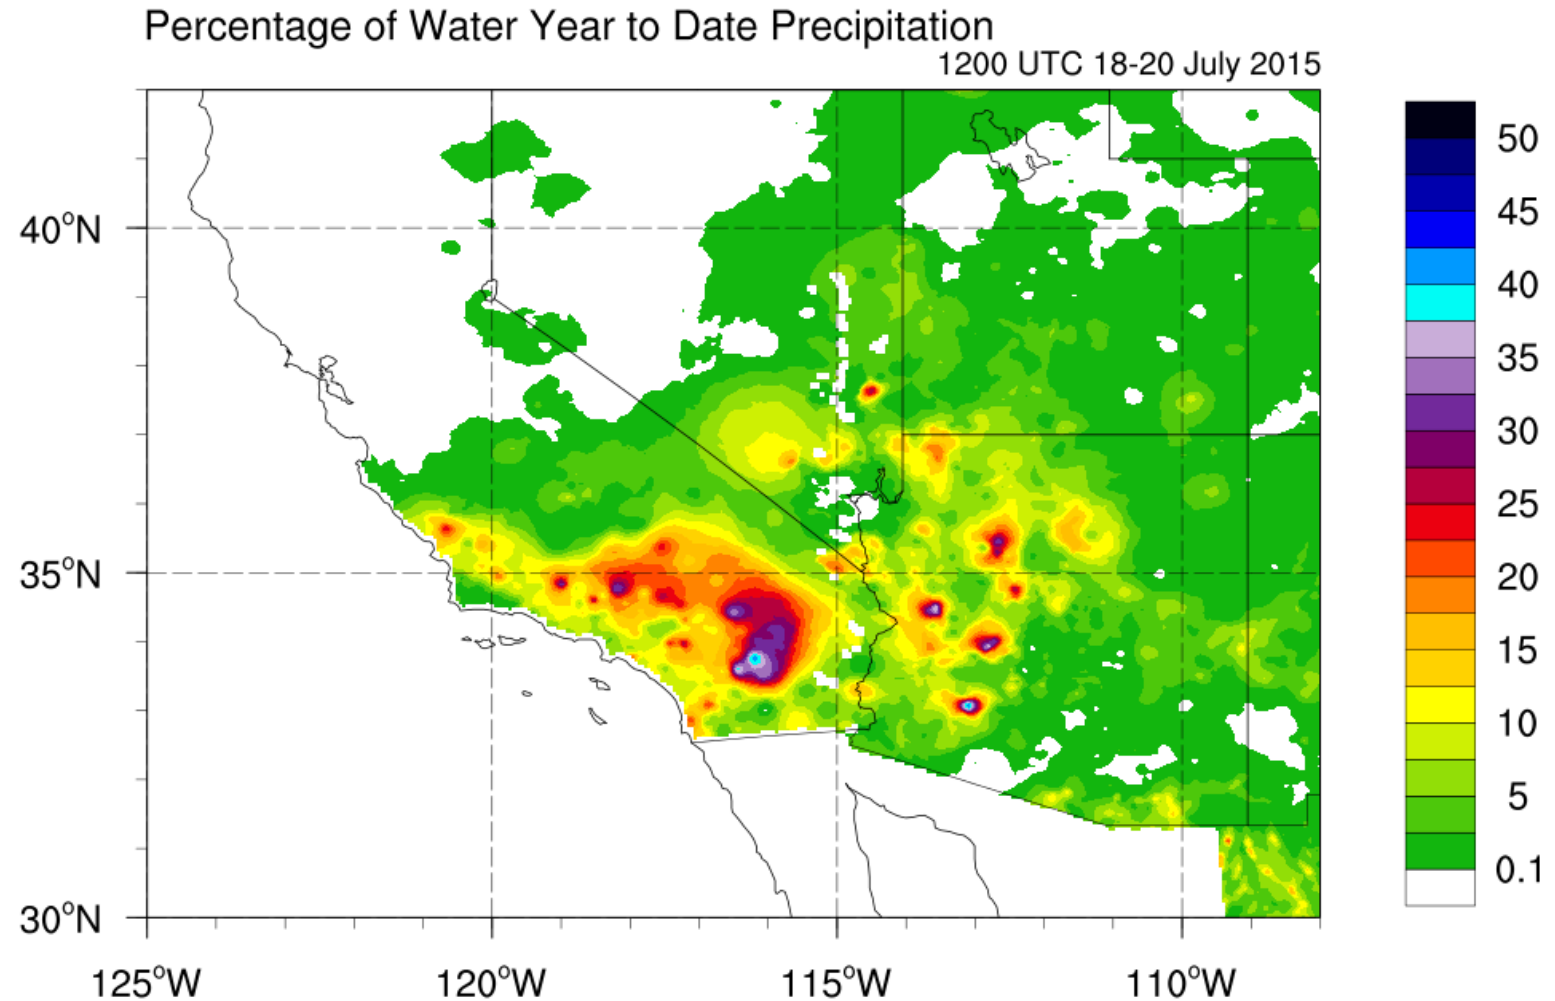 Percentage of Water Year to Date Precipitation
1200 UTC 18-20 July 2015
40°N
35°N
30°N
125°W
120°W
115°W
110°W
50
45
40
35
30
25
20
15
10
5
0.1